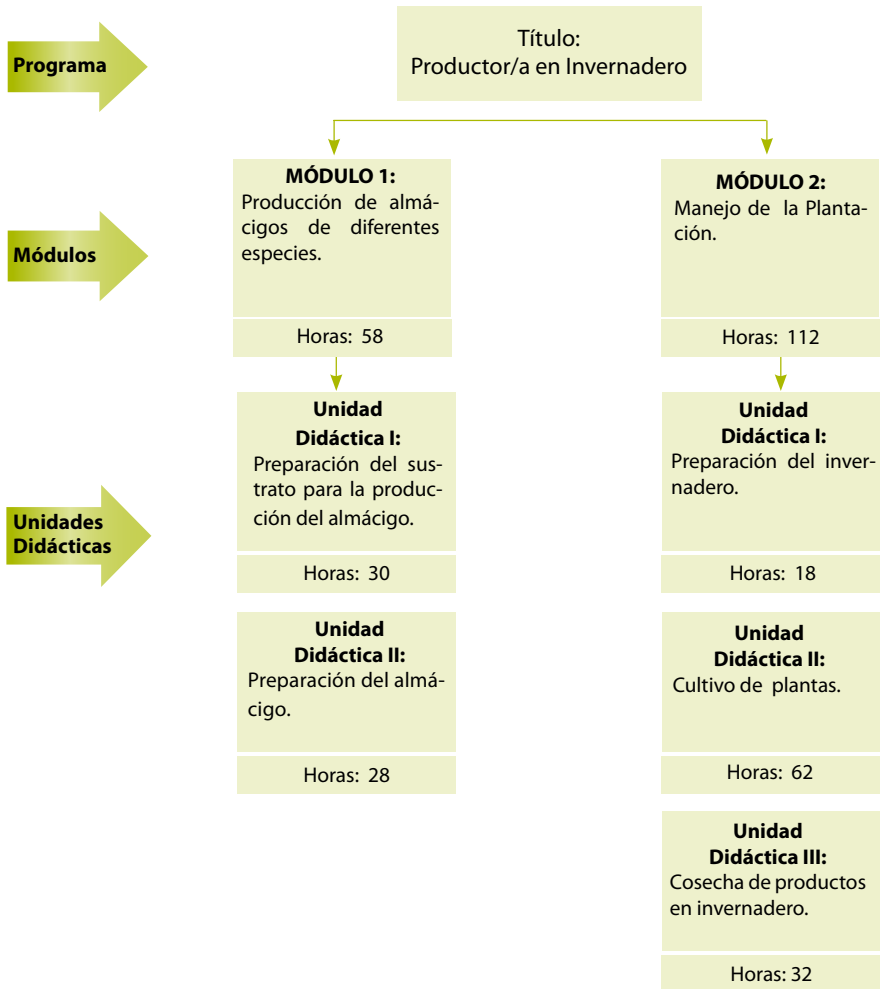 Programa
Título:
Productor/a en Invernadero
Módulos
MÓDULO 1:
Producción de almá-
cigos de diferentes
especies.
Horas: 58
MÓDULO 2:
Manejo de la Planta-
ción.
Horas: 112
Unidades
Didácticas
Unidad
Didáctica I:
Preparación del sus-
trato para la produc-
ción del almácigo.
Horas: 30
Unidad
Didáctica II:
Preparación del almá-
cigo.
Horas: 28
Unidad
Didáctica I:
Preparación del inver-
nadero.
Horas: 18
Unidad
Didáctica II:
Cultivo de plantas.
Horas: 62
Unidad
Didáctica III:
Cosecha de productos
en invernadero.
Horas: 32